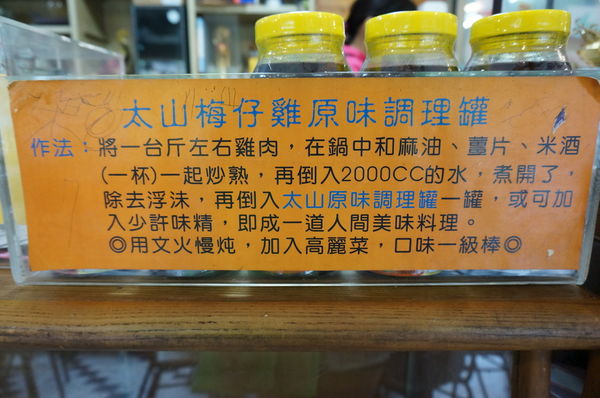 太山梅仔雞原味調理罐
作法：將一台斤左右雞肉，在鍋中和麻油、薑片、米酒
(一杯)一起炒熟，再倒入2000CC的水，煮開了，
除去浮沫，再倒入太山原味調理罐一罐，或可加
入少許味精，即成一道人間美味料理。
◎用文火慢炖，加入高麗菜，口味一級棒◎